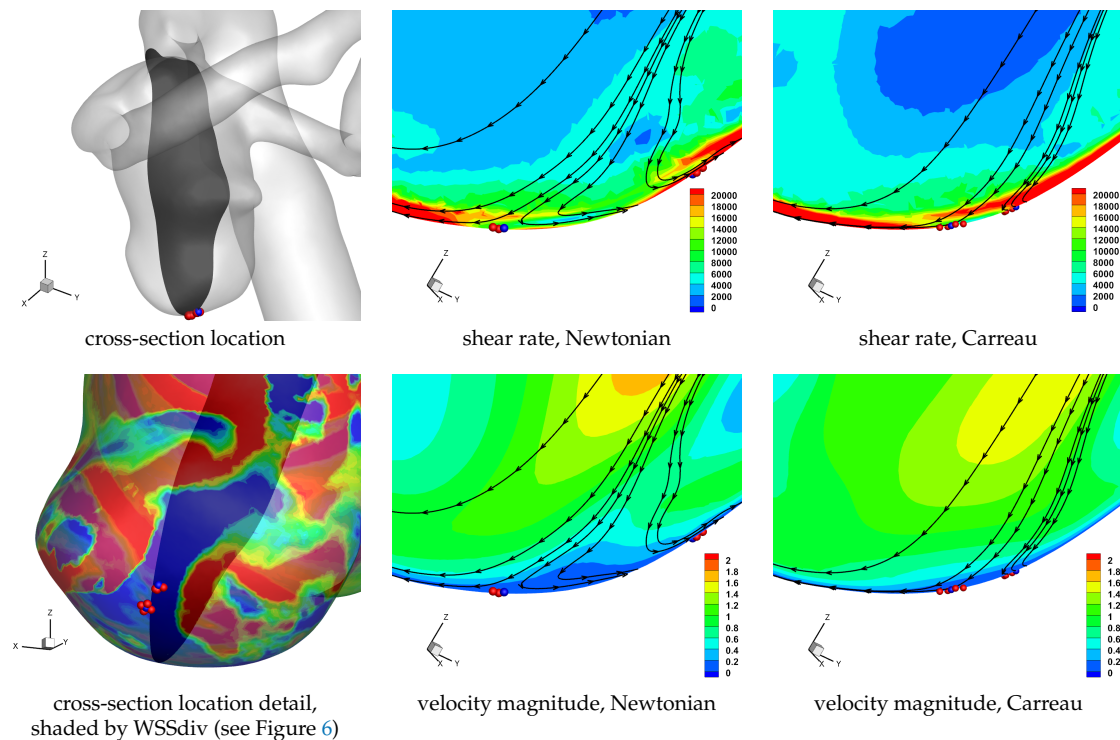 Z
X
Y
cross-section location
20000
18000
16000
14000
12000
10000
8000
6000
4000
2000
0
Z
X
Y
shear rate, Newtonian
20000
18000
16000
14000
12000
10000
8000
6000
4000
2000
0
Z
X
Y
shear rate, Carreau
Z
X
Y
cross-section location detail,
shaded by WSSdiv (see Figure 6)
2
1.8
1.6
1.4
1.2
1
0.8
0.6
0.4
0.2
0
Z
X
Y
velocity magnitude, Newtonian
2
1.8
1.6
1.4
1.2
1
0.8
0.6
0.4
0.2
0
Z
X
Y
velocity magnitude, Carreau